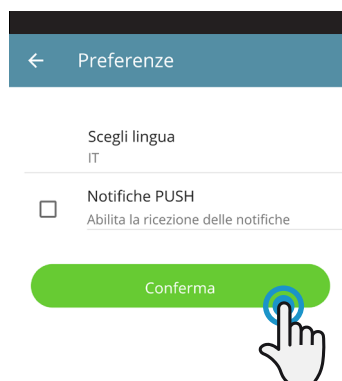 Preferenze
Scegli lingua
IT
Notifiche PUSH
Abilita la ricezione delle notifiche
Conferma